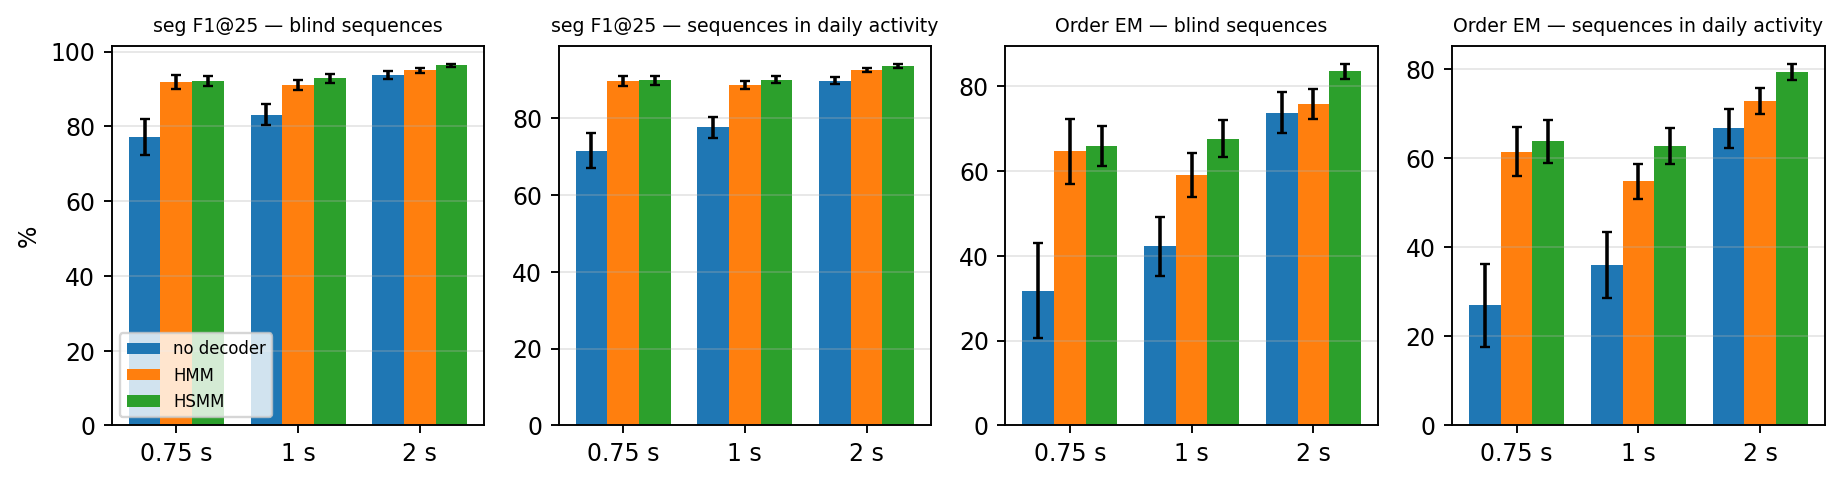 seg F1@25 — blind sequences
seg F1@25 — sequences in daily activity
Order EM — blind sequences
Order EM — sequences in daily activity
%
100
80
60
40
20
0
no decoder
HMM
HSMM
0.75 s
1 s
2 s
80
60
40
20
0
0.75 s
1 s
2 s
80
60
40
20
0
0.75 s
1 s
2 s
80
60
40
20
0
0.75 s
1 s
2 s